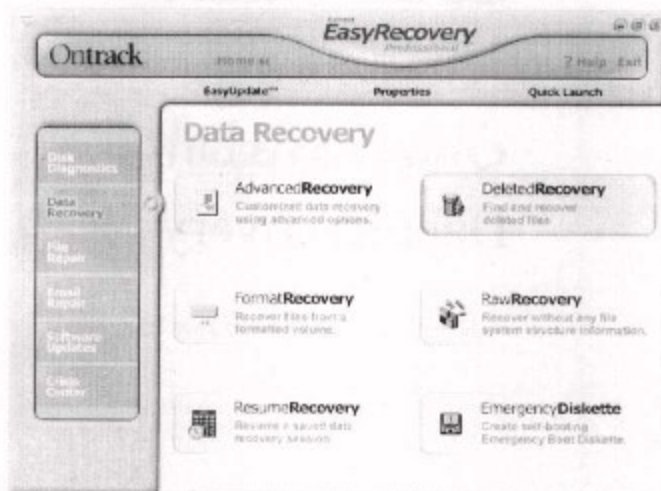 EasyRecovery
Professional
Ontrack
Home
? Help Exit
EasyUpdate™ Properties Quick Launch
Data Recovery
Disk Diagnostics
Data Recovery
File Repair
Email Repair
Software Updates
Crisis Center
AdvancedRecovery
Customized data recovery
using advanced options.
DeletedRecovery
Find and recover
deleted files
FormatRecovery
Recover files from a
formatted volume.
RawRecovery
Recover without any file
system structure information.
ResumeRecovery
Resume a saved data
recovery session
EmergencyDiskette
Create self-booting
Emergency Boot Diskette.